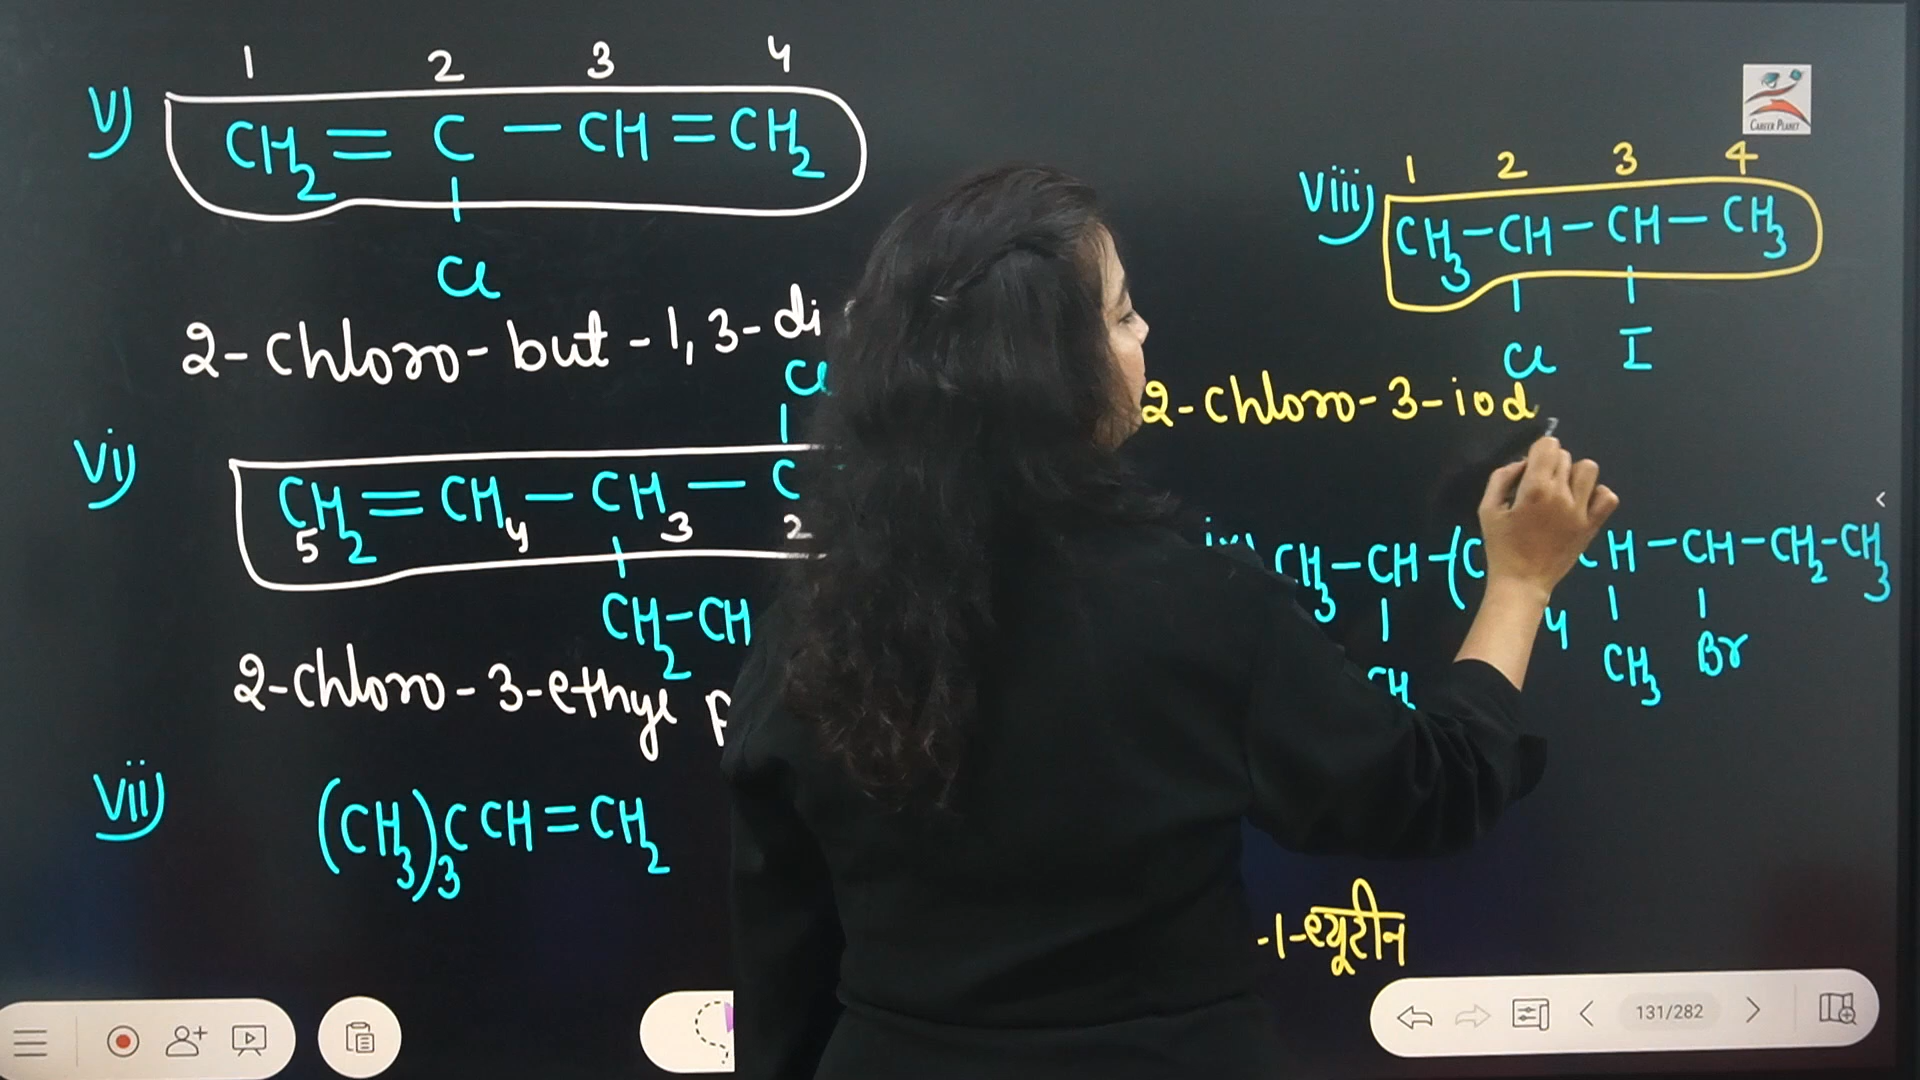 1 2 3 4
v) CH2 = C - CH = CH2
Cl
2-chloro-but-1,3-di
Cl
vi) CH2 = CH - CH - C
5 4 3 2
CH2-CH
2-chloro-3-ethyl
vii) (CH3)3C CH=CH2
CAREER PLANET
1 2 3 4
viii) CH3-CH-CH-CH3
Cl I
2-chloro-3-iod
CH3-CH-(C CH-CH-CH2-CH3
4
CH3 Br
-1-ब्यूटीन
131/282